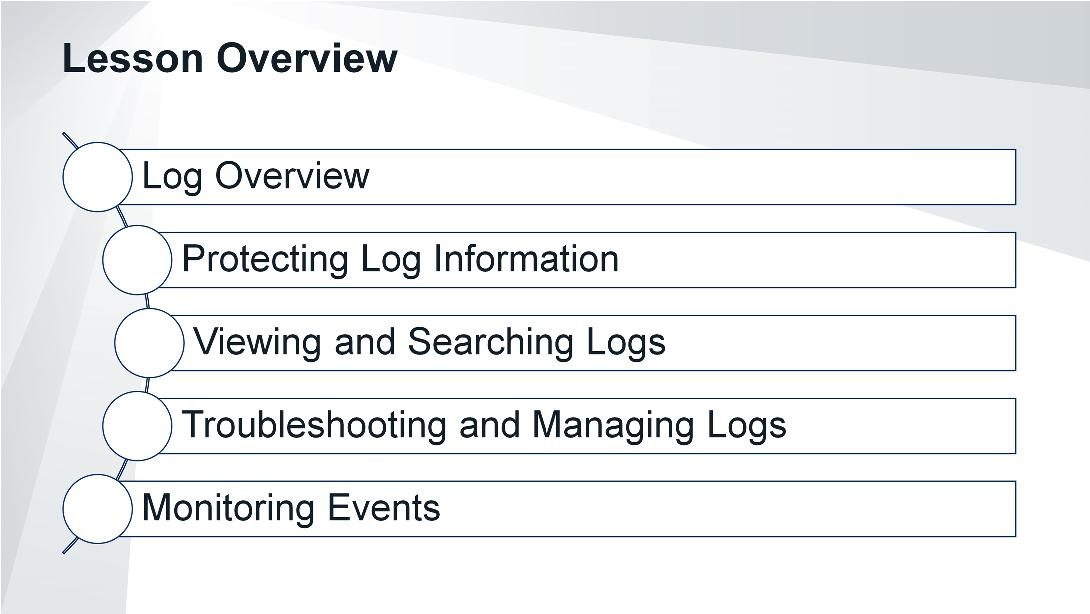 Lesson Overview
Log Overview
Protecting Log Information
Viewing and Searching Logs
Troubleshooting and Managing Logs
Monitoring Events